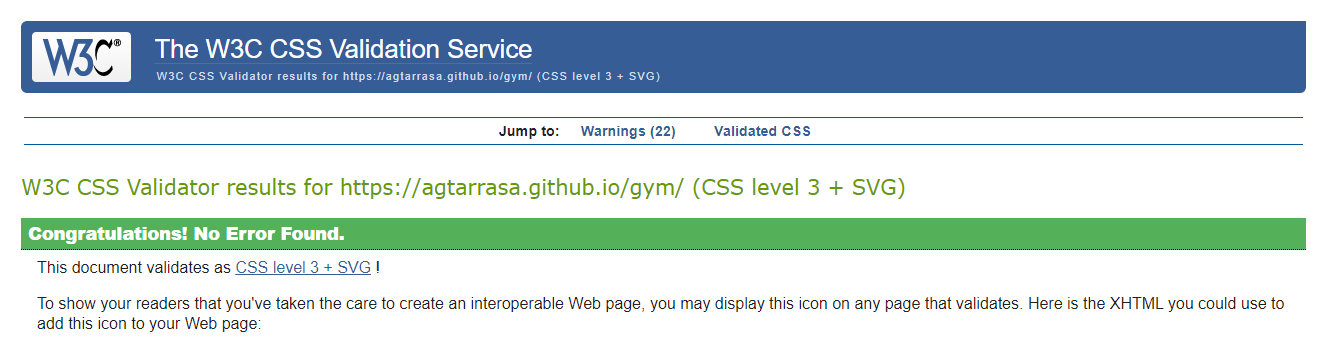 W3C®
The W3C CSS Validation Service
W3C CSS Validator results for https://agtarrasa.github.io/gym/ (CSS level 3 + SVG)
Jump to: Warnings (22) Validated CSS
W3C CSS Validator results for https://agtarrasa.github.io/gym/ (CSS level 3 + SVG)
Congratulations! No Error Found.
This document validates as CSS level 3 + SVG !
To show your readers that you've taken the care to create an interoperable Web page, you may display this icon on any page that validates. Here is the XHTML you could use to
add this icon to your Web page: